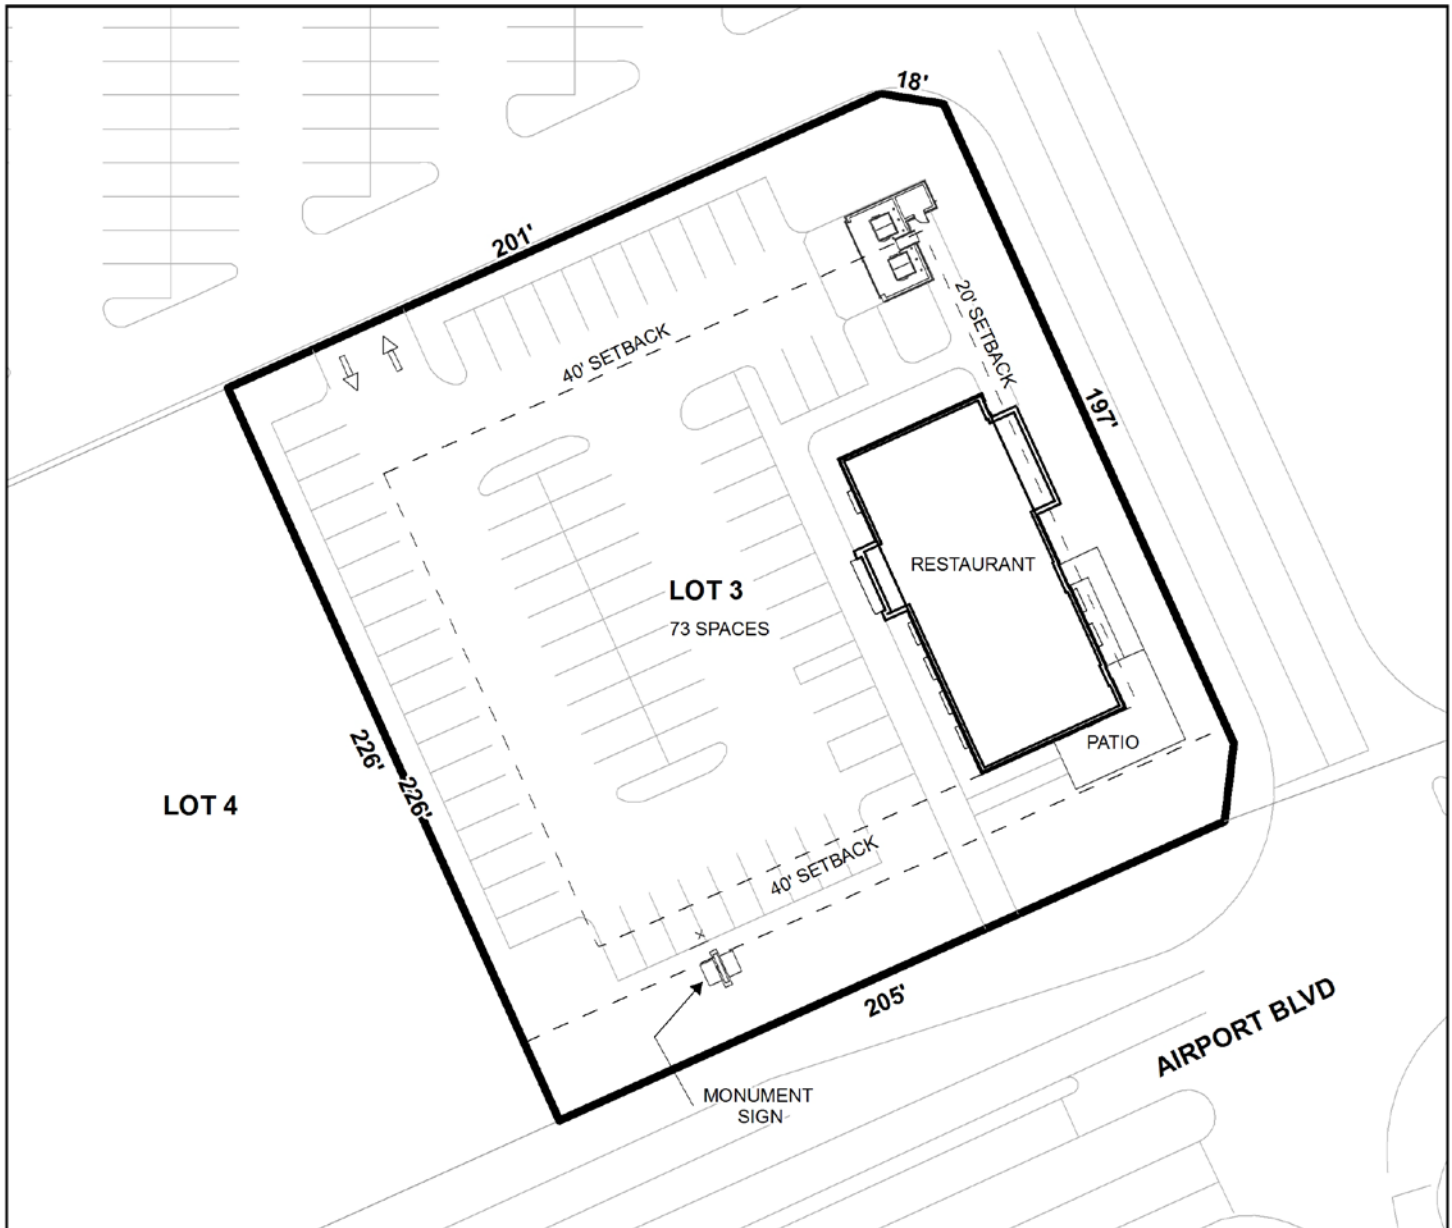 18'
201'
20' SETBACK
40' SETBACK
197'
RESTAURANT
LOT 3
73 SPACES
226'
226'
PATIO
LOT 4
40' SETBACK
205'
AIRPORT BLVD
MONUMENT
SIGN